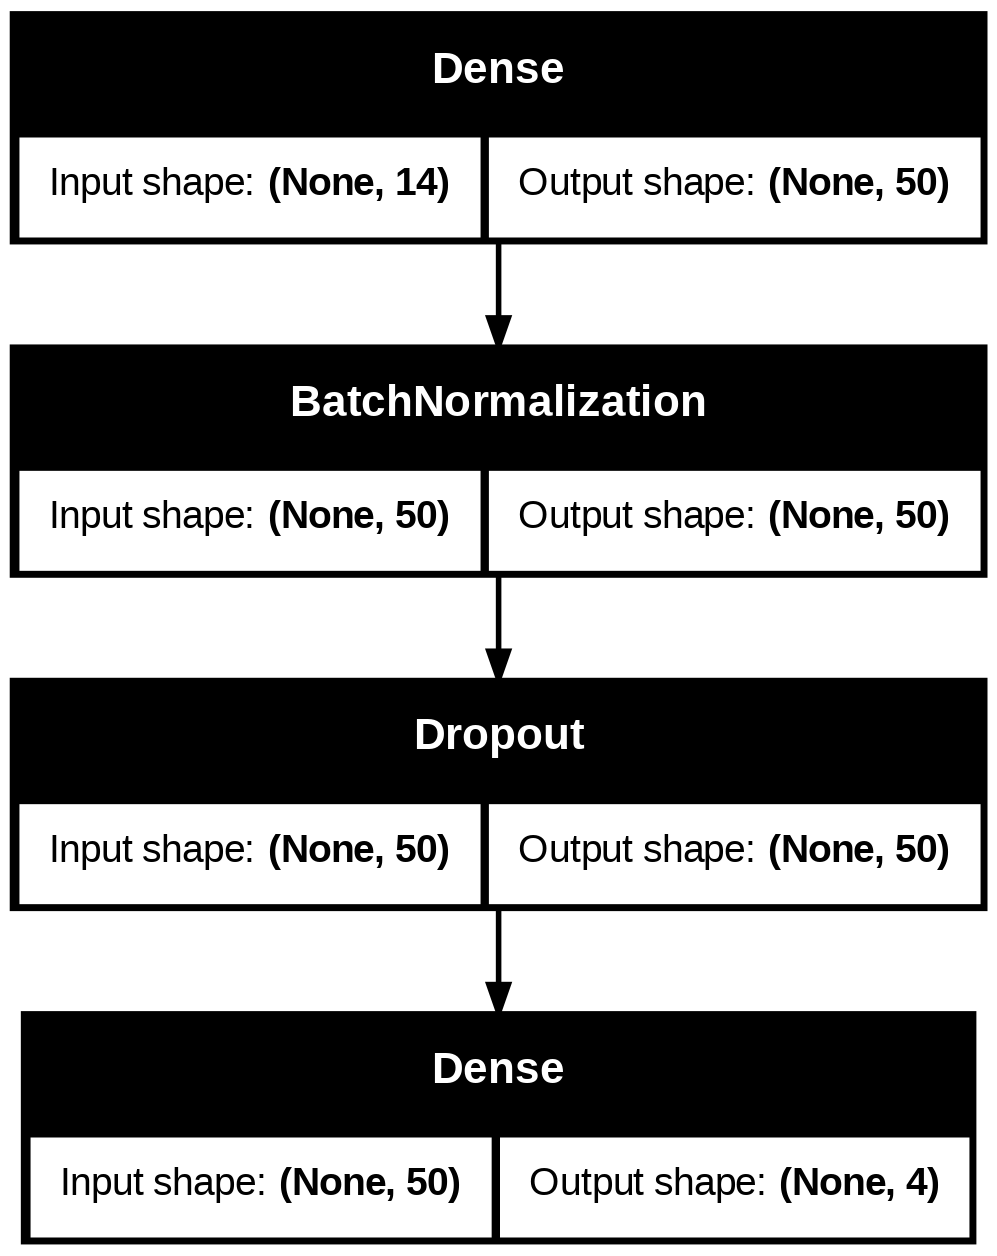 Dense
Input shape: (None, 14) Output shape: (None, 50)
BatchNormalization
Input shape: (None, 50) Output shape: (None, 50)
Dropout
Input shape: (None, 50) Output shape: (None, 50)
Dense
Input shape: (None, 50) Output shape: (None, 4)